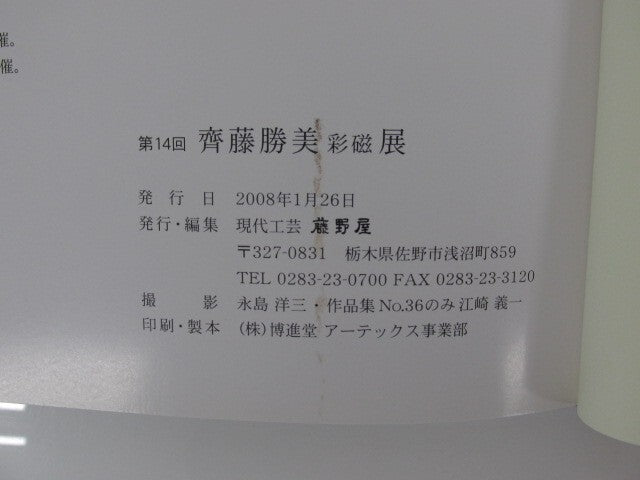 催。
催。
第14回 齊藤勝美 彩磁 展
発行日 2008年1月26日
発行・編集 現代工芸 藤野屋
〒327-0831 栃木県佐野市浅沼町859
TEL 0283-23-0700 FAX 0283-23-3120
撮影 永島 洋三・作品集 No.36のみ 江崎 義一
印刷・製本 (株)博進堂 アーテックス事業部